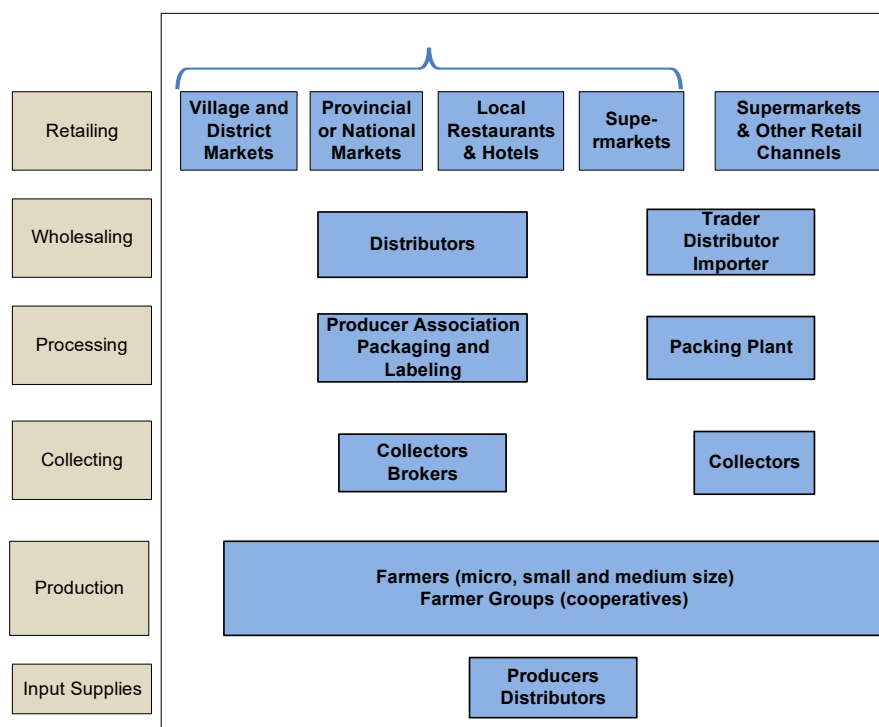 Retailing
Village and
District
Markets
Provincial
or National
Markets
Local
Restaurants
& Hotels
Supe-
rmarkets
Supermarkets
& Other Retail
Channels
Wholesaling
Distributors
Trader
Distributor
Importer
Processing
Producer Association
Packaging and
Labeling
Packing Plant
Collecting
Collectors
Brokers
Collectors
Production
Farmers (micro, small and medium size)
Farmer Groups (cooperatives)
Input Supplies
Producers
Distributors